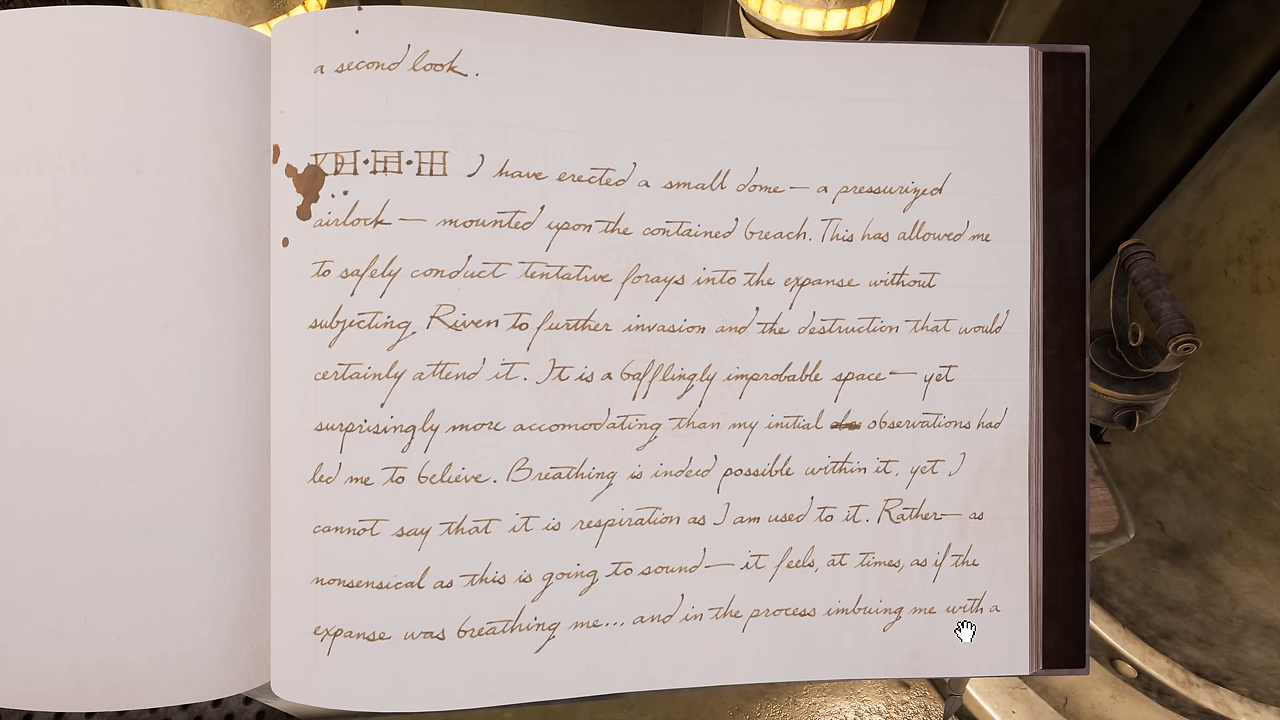 a second look.
I have erected a small dome — a pressurized
airlock — mounted upon the contained breach. This has allowed me
to safely conduct tentative forays into the expanse without
subjecting Riven to further invasion and the destruction that would
certainly attend it. It is a bafflingly improbable space — yet
surprisingly more accomodating than my initial observations had
led me to believe. Breathing is indeed possible within it, yet I
cannot say that it is respiration as I am used to it. Rather — as
nonsensical as this is going to sound — it feels, at times, as if the
expanse was breathing me... and in the process imbuing me with a